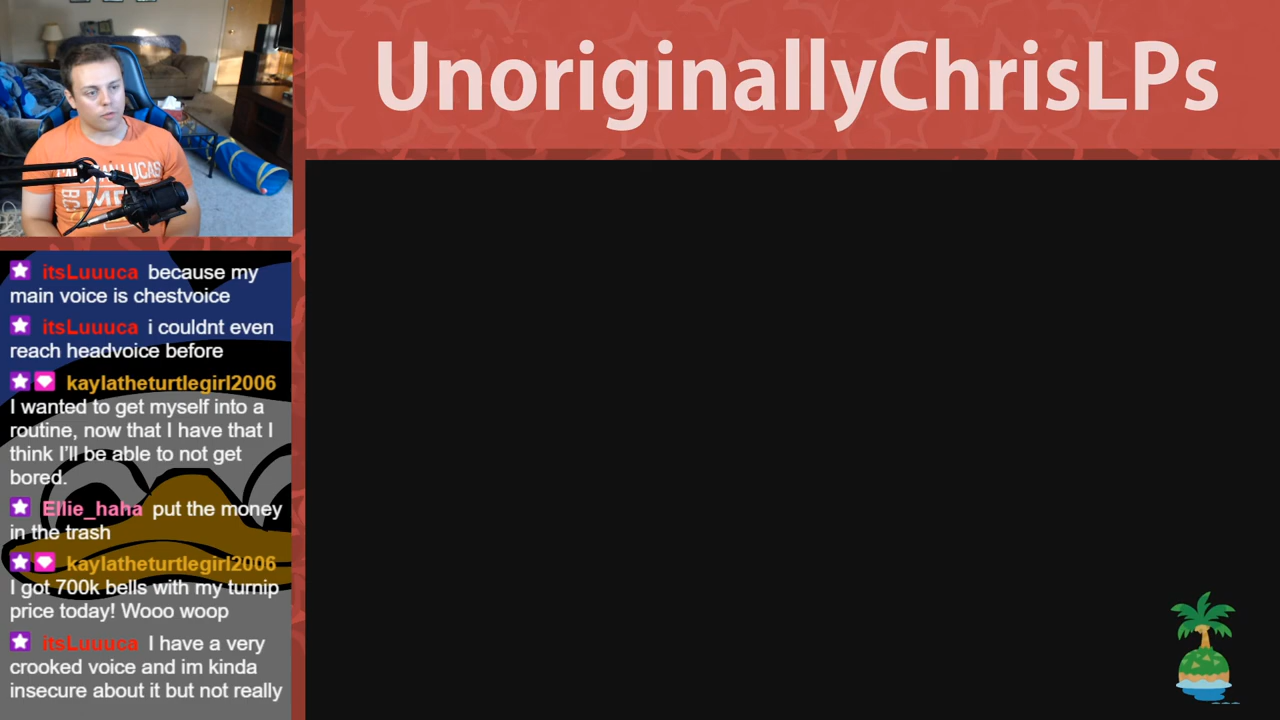 UnoriginallyChrisLPs
LUCAS
itsLuuuca because my
main voice is chestvoice
itsLuuuca i couldnt even
reach headvoice before
kaylatheturtlegirl2006
I wanted to get myself into a
routine, now that I have that I
think I'll be able to not get
bored.
Ellie_haha put the money
in the trash
kaylatheturtlegirl2006
I got 700k bells with my turnip
price today! Wooo woop
itsLuuuca I have a very
crooked voice and im kinda
insecure about it but not really